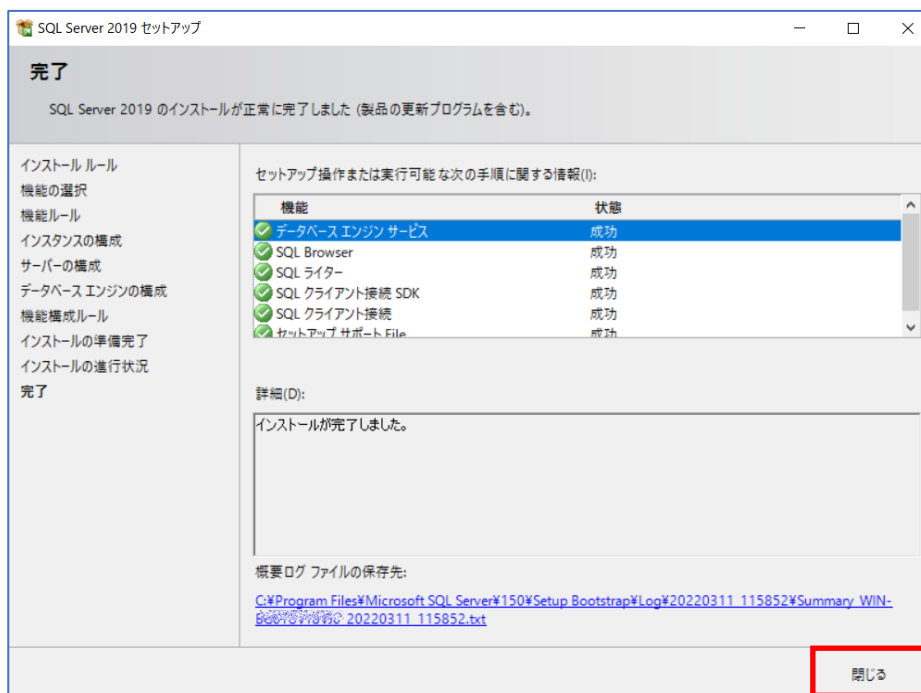 SQL Server 2019 セットアップ
完了
SQL Server 2019 のインストールが正常に完了しました (製品の更新プログラムを含む)。
インストール ルール
機能の選択
機能ルール
インスタンスの構成
サーバーの構成
データベース エンジンの構成
機能構成ルール
インストールの準備完了
インストールの進行状況
完了
セットアップ操作または実行可能な次の手順に関する情報(I):
機能 状態
データベース エンジン サービス 成功
SQL Browser 成功
SQL ライター 成功
SQL クライアント接続 SDK 成功
SQL クライアント接続 成功
セットアップ サポート File 成功
詳細(D):
インストールが完了しました。
概要ログ ファイルの保存先:
C:¥Program Files¥Microsoft SQL Server¥150¥Setup Bootstrap¥Log¥20220311_115852¥Summary_WIN-
_20220311_115852.txt
閉じる